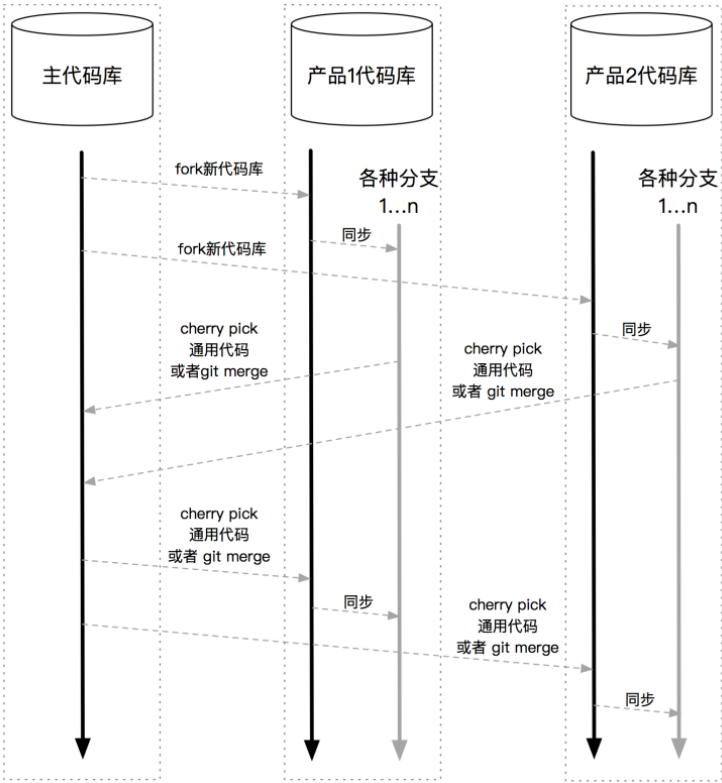 主代码库
产品1代码库
产品2代码库
fork新代码库
各种分支
1...n
各种分支
1...n
同步
fork新代码库
同步
cherry pick
通用代码
或者git merge
cherry pick
通用代码
或者 git merge
cherry pick
通用代码
或者 git merge
同步
cherry pick
通用代码
或者 git merge
同步